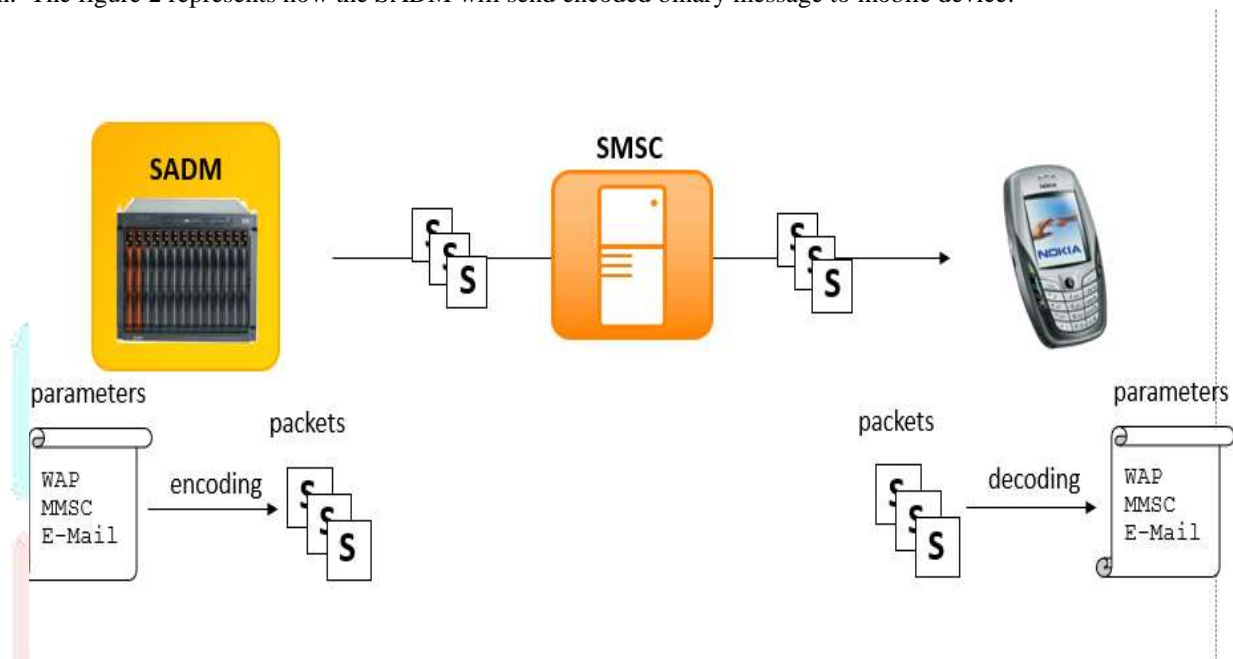 The figure 2 represents how the SADM will send encoded binary message to mobile device.
SADM
SMSC
S
S
S
S
S
S
NOKIA
parameters
WAP
MMSC
E-Mail
encoding
packets
S
S
S
packets
S
S
S
decoding
parameters
WAP
MMSC
E-Mail